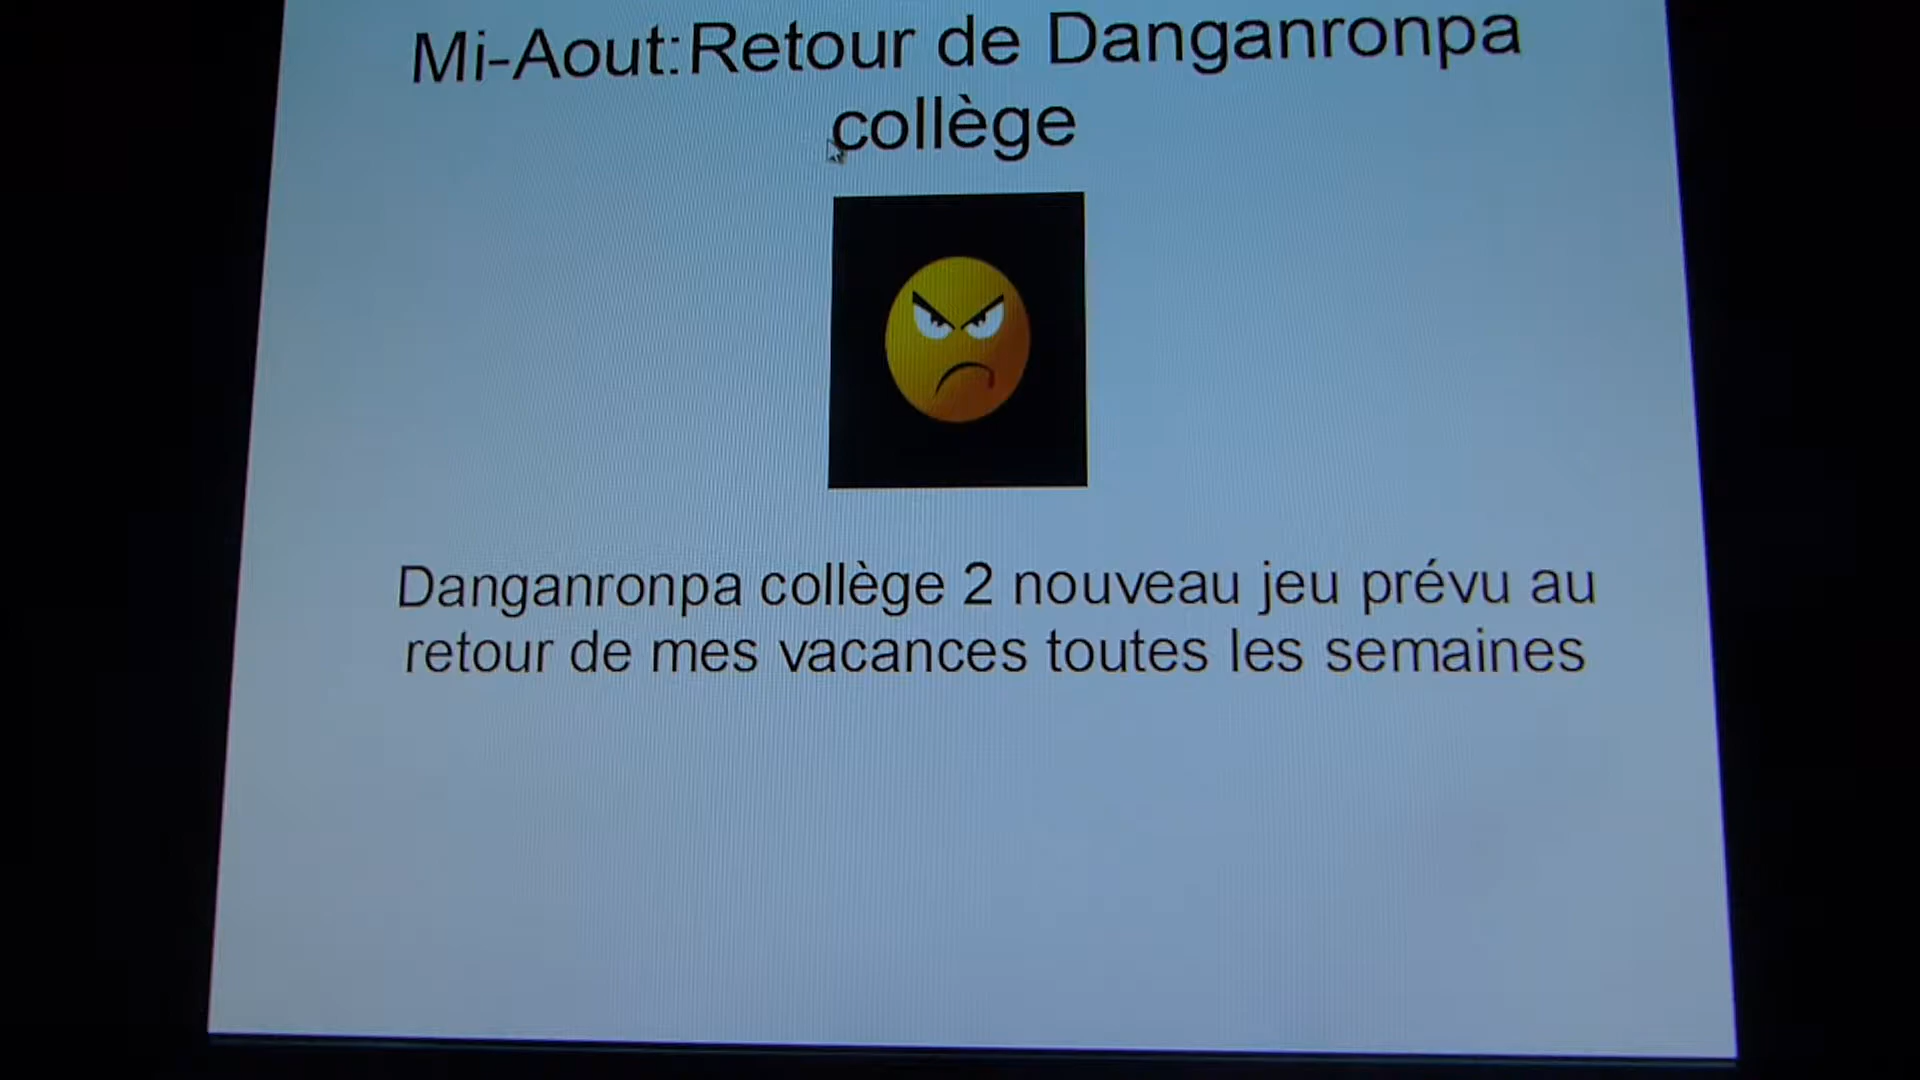 Mi-Aout:Retour de Danganronpa
collège
Danganronpa collège 2 nouveau jeu prévu au
retour de mes vacances toutes les semaines